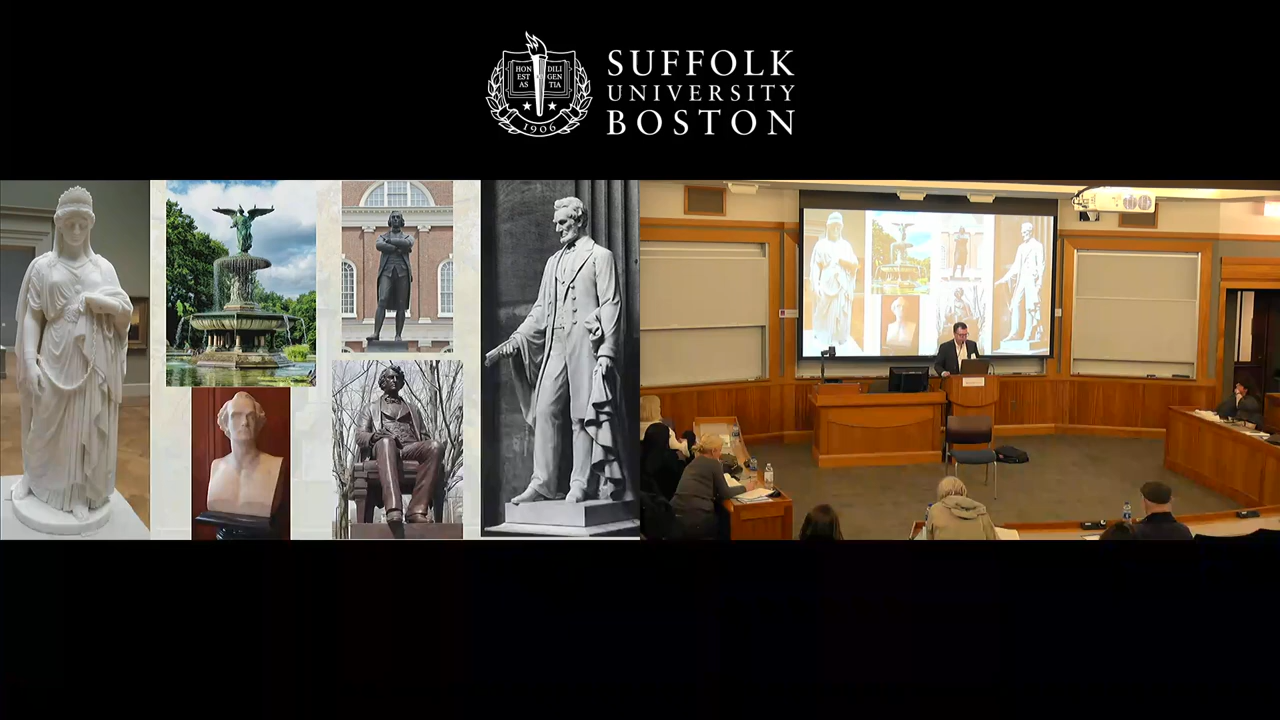 HON
EST
AS
DILI
GEN
TIA
1906
SUFFOLK
UNIVERSITY
BOSTON